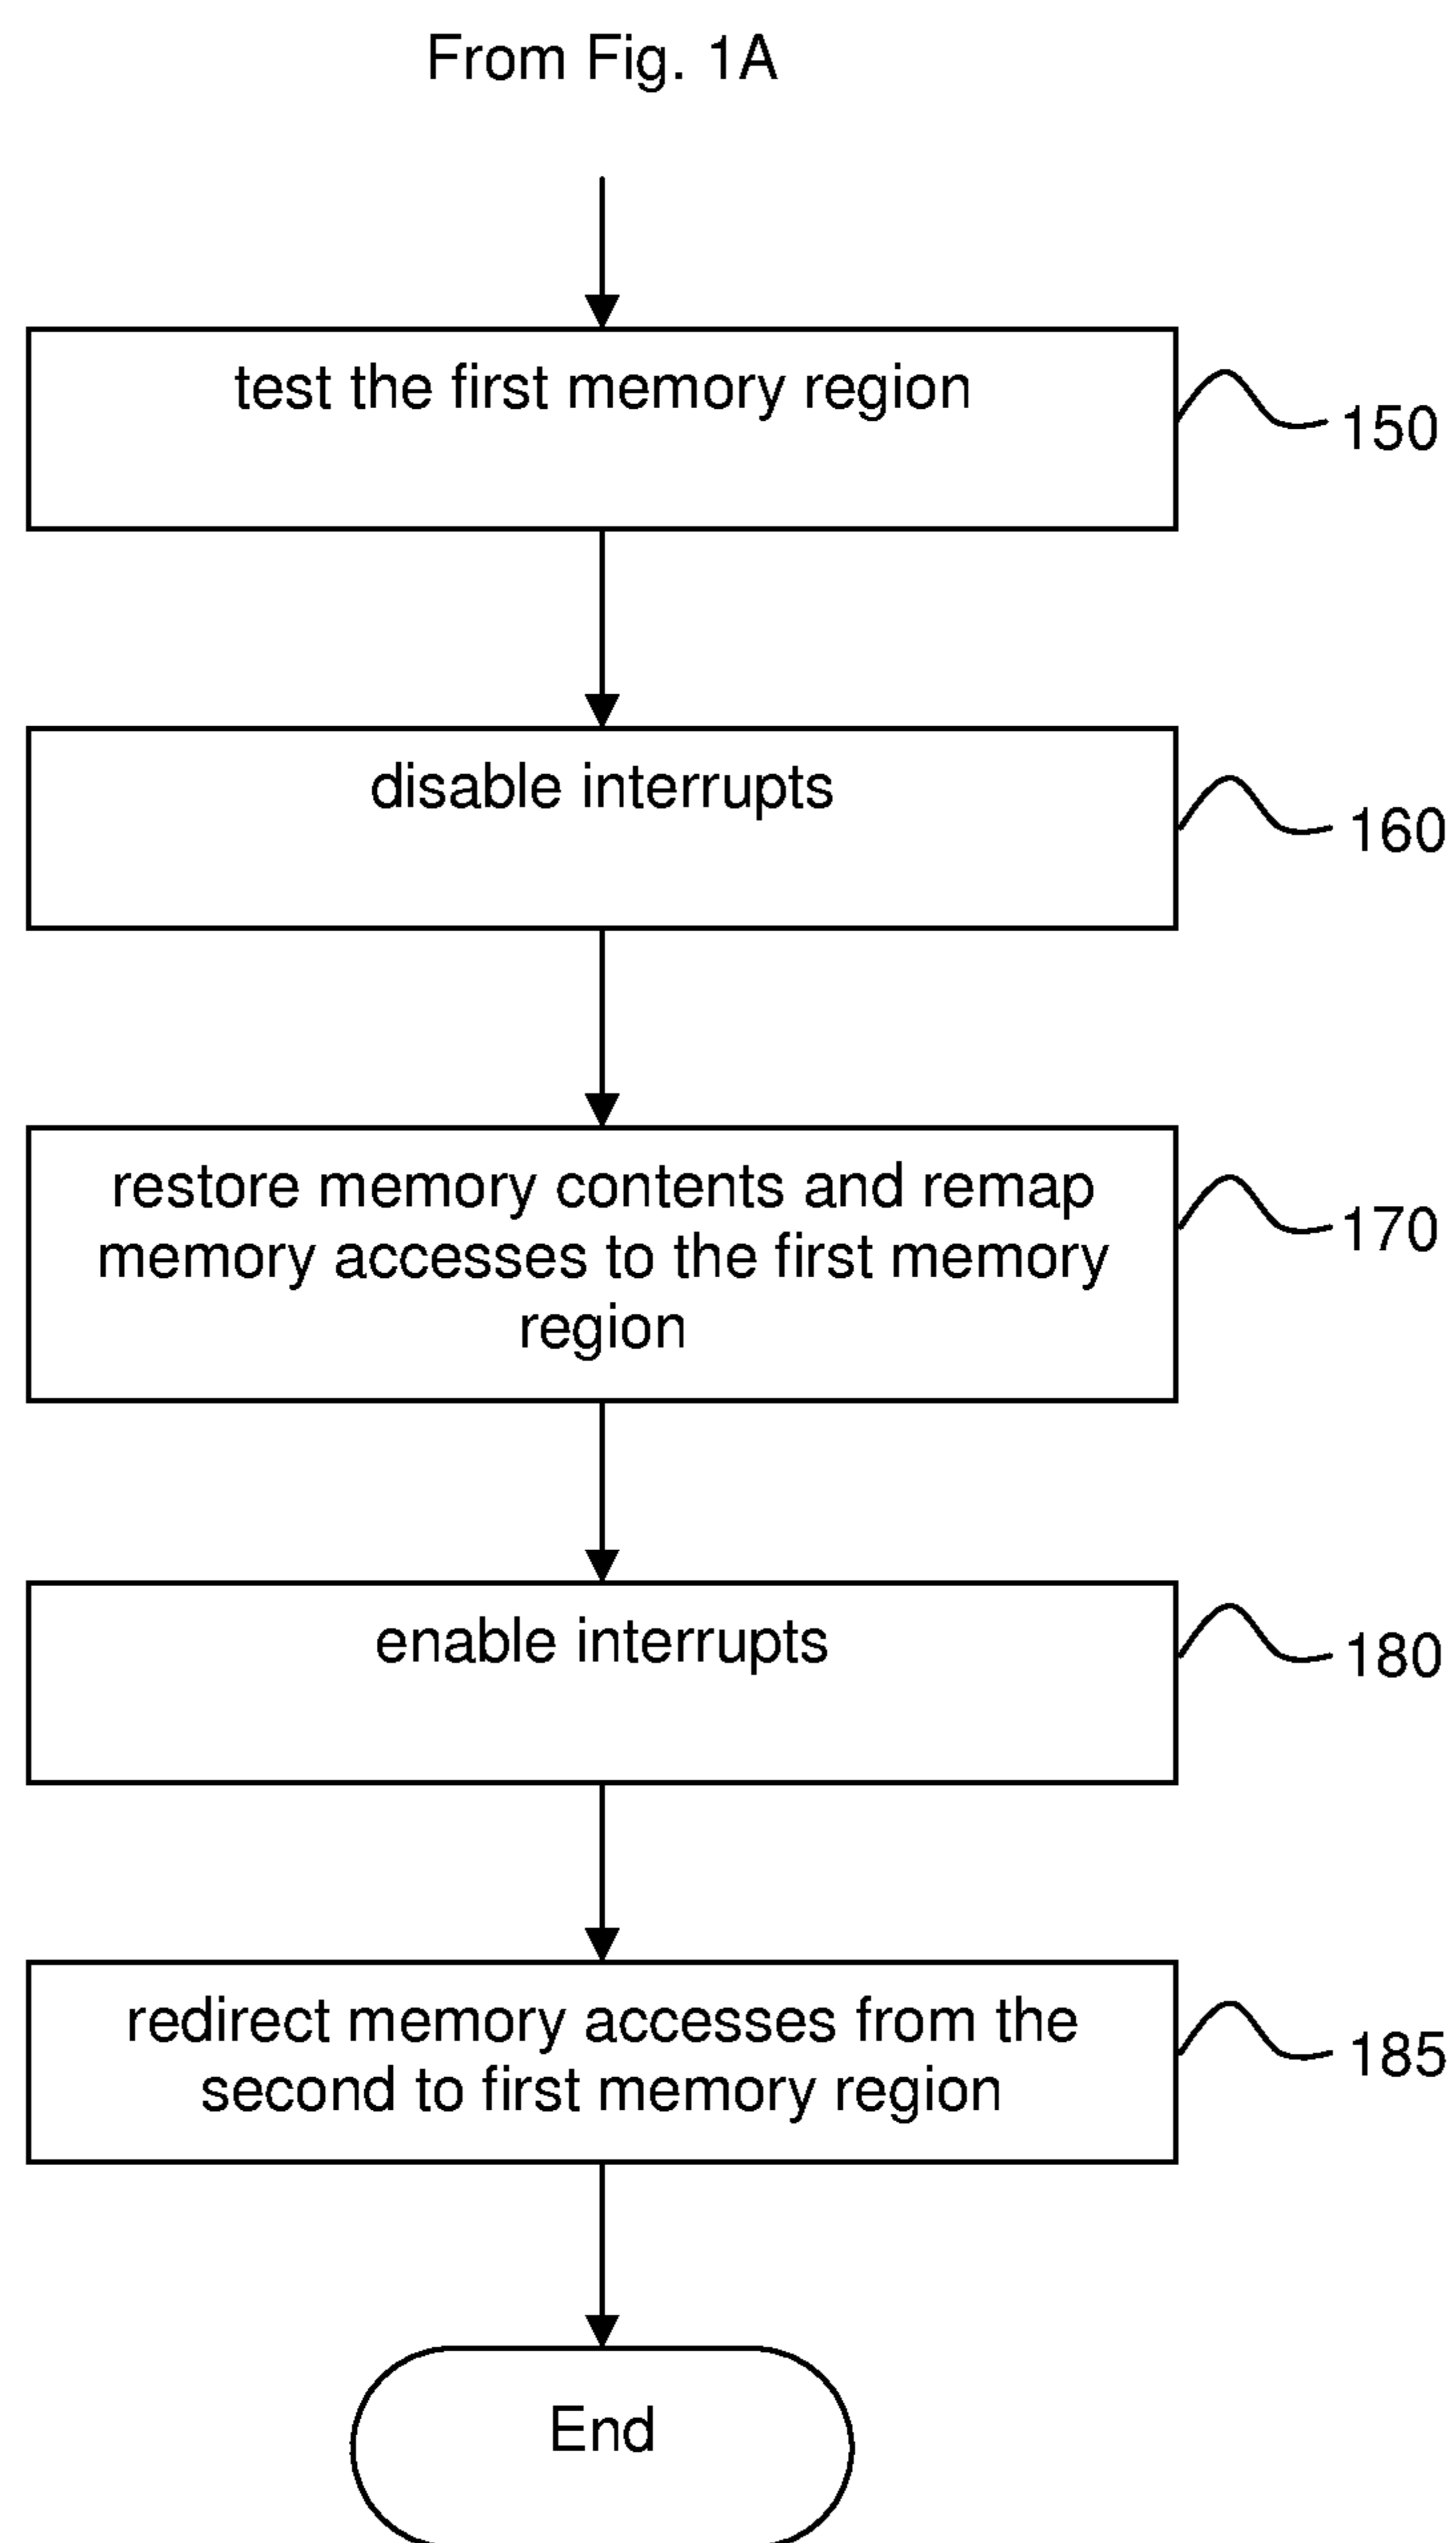 From Fig. 1A
test the first memory region
150
disable interrupts
160
restore memory contents and remap
memory accesses to the first memory
region
170
enable interrupts
180
redirect memory accesses from the
second to first memory region
185
End